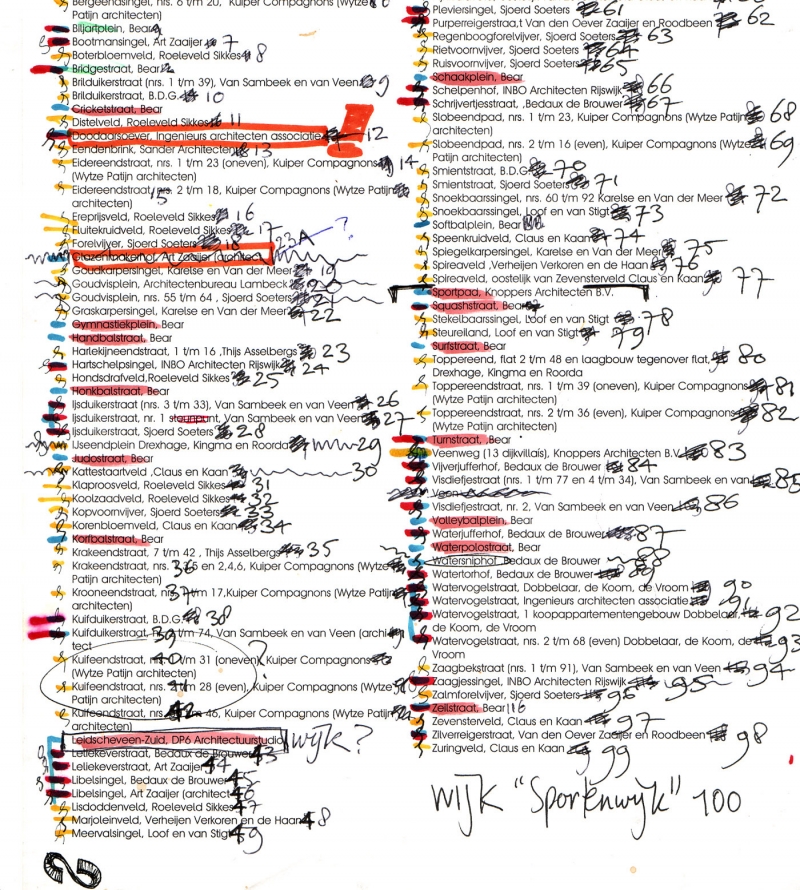 Bergeendsingel, nrs. 6 t/m 20, Kuiper Compagnons (Wytze
Patijn architecten)
Biljartplein, Bear
Bootmansingel, Art Zaaijer 7
Boterbloemveld, Roeleveld Sikkes 8
Bridgestraat, Bear
Brilduikerstraat (nrs. 1 t/m 39), Van Sambeek en van Veen 9
Brilduikerstraat, B.D.G. 10
Cricketstraat, Bear
Distelveld, Roeleveld Sikkes 11
Doodaarsoever, Ingenieurs architecten associatie 12
Eendenbrink, Sander Architecten 13
Eidereendstraat, nrs. 1 t/m 23 (oneven), Kuiper Compagnons 14
(Wytze Patijn architecten)
Eidereendstraat, nrs. 2 t/m 18, Kuiper Compagnons (Wytze Patijn 15
architecten)
Ereprijsveld, Roeleveld Sikkes 16
Fluitekruidveld, Roeleveld Sikkes 17
Forelvijver, Sjoerd Soeters 18
Glazenmakerhof, Art Zaaijer (architect 23A ?
Goudkarpersingel, Karelse en Van der Meer 19
Goudvisplein, Architectenbureau Lambeck 20
Goudvisplein, nrs. 55 t/m 64 , Sjoerd Soeters 21
Graskarpersingel, Karelse en Van der Meer 22
Gymnastiekplein, Bear
Handbalstraat, Bear
Harlekijneendstraat, 1 t/m 16 ,Thijs Asselbergs 23
Hartschelpsingel, INBO Architecten Rijswijk 24
Hondsdrafveld,Roeleveld Sikkes 25
Honkbalstraat, Bear
Ijsduikerstraat (nrs. 3 t/m 33), Van Sambeek en van Veen 26
Ijsduikerstraat, nr. 1 steunpunt, Van Sambeek en van Veen 27
Ijsduikerstraat, Sjoerd Soeters 28
IJseendplein Drexhage, Kingma en Roorda 29
Judostraat, Bear
Kattestaartveld ,Claus en Kaan 30
Klaproosveld, Roeleveld Sikkes 31
Koolzaadveld, Roeleveld Sikkes 32
Kopvoornvijver, Sjoerd Soeters 33
Korenbloemveld, Claus en Kaan 34
Korfbalstraat, Bear
Krakeendstraat, 7 t/m 42 , Thijs Asselbergs 35
Krakeendstraat, nrs. 36 5 en 2,4,6, Kuiper Compagnons (Wytze
Patijn architecten)
Krooneendstraat, nrs. 37 t/m 17,Kuiper Compagnons (Wytze Patijn
architecten)
Kuifduikerstraat, B.D.G. 38
Kuifduikerstraat 39 t/m 74, Van Sambeek en van Veen (archi-
tect
Kuifeendstraat, nrs. 40 t/m 31 (oneven), Kuiper Compagnons ?
(Wytze Patijn architecten)
Kuifeendstraat, nrs. 41 t/m 28 (even), Kuiper Compagnons (Wytze
Patijn architecten)
Kuifeendstraat, nrs. 42 46, Kuiper Compagnons (Wytze Patijn
architecten)
Leidscheveen-Zuid, DP6 Architectuurstudio wijk?
Leliekeverstraat, Bedaux de Brouwer 43
Leliekeverstraat, Art Zaaijer 44
Libelsingel, Bedaux de Brouwer 45
Libelsingel, Art Zaaijer (architect 46
Lisdoddenveld, Roeleveld Sikkes 47
Marjoleinveld, Verheijen Verkoren en de Haan 48
Meervalsingel, Loof en van Stigt 49
Pleviersingel, Sjoerd Soeters 61
Purperreigerstraat,t Van den Oever Zaaijer en Roodbeen 62
Regenboogforelvijver, Sjoerd Soeters 63
Rietvoornvijver, Sjoerd Soeters 64
Ruisvoornvijver, Sjoerd Soeters 65
Schaakplein, Bear
Schelpenhof, INBO Architecten Rijswijk 66
Schrijvertjesstraat, ,Bedaux de Brouwer 67
Slobeendpad, nrs. 1 t/m 23, Kuiper Compagnons (Wytze Patijn 68
architecten)
Slobeendpad, nrs. 2 t/m 16 (even), Kuiper Compagnons (Wytze 69
Patijn architecten)
Smientstraat, B.D.G. 70
Smientstraat, Sjoerd Soeters 71
Snoekbaarssingel, nrs. 60 t/m 92 Karelse en Van der Meer 72
Snoekbaarssingel, Loof en van Stigt 73
Softbalplein, Bear
Speenkruidveld, Claus en Kaan 74
Spiegelkarpersingel, Karelse en Van der Meer 75
Spireaveld ,Verheijen Verkoren en de Haan 76
Spireaveld, oostelijk van Zevensterveld Claus en Kaan 77
Sportpad, Knoppers Architecten B.V.
Squashstraat, Bear
Stekelbaarssingel, Loof en van Stigt 78
Steureiland, Loof en van Stigt 79
Surfstraat, Bear
Toppereend, flat 2 t/m 48 en laagbouw tegenover flat, 80
Drexhage, Kingma en Roorda
Toppereendstraat, nrs. 1 t/m 39 (oneven), Kuiper Compagnons 81
(Wytze Patijn architecten)
Toppereendstraat, nrs. 2 t/m 36 (even), Kuiper Compagnons 82
(Wytze Patijn architecten)
Turnstraat, Bear
Veenweg (13 dijkvilla's), Knoppers Architecten B.V. 83
Vijverjufferhof, Bedaux de Brouwer 84
Visdiefjestraat (nrs. 1 t/m 77 en 4 t/m 34), Van Sambeek en van 85
Veen
Visdiefjestraat, nr. 2, Van Sambeek en van Veen 86
Volleybalplein, Bear
Waterjufferhof, Bedaux de Brouwer 87
Waterpolostraat, Bear
Watersniphof, Bedaux de Brouwer 88
Watertorhof, Bedaux de Brouwer 89
Watervogelstraat, Dobbelaar, de Koom, de Vroom 90
Watervogelstraat, Ingenieurs architecten associatie 91
Watervogelstraat, 1 koopappartementengebouw Dobbelaar, 92
de Koom, de Vroom
Watervogelstraat, nrs. 2 t/m 68 (even) Dobbelaar, de Koom, de 93
Vroom
Zaagbekstraat (nrs. 1 t/m 91), Van Sambeek en van Veen 94
Zaagjessingel, INBO Architecten Rijswijk 95
Zalmforelvijver, Sjoerd Soeters 96
Zeilstraat, Bear
Zevensterveld, Claus en Kaan 97
Zilverreigerstraat, Van den Oever Zaaijer en Roodbeen 98
Zuringveld, Claus en Kaan 99
wijk "Sportenwijk" 100